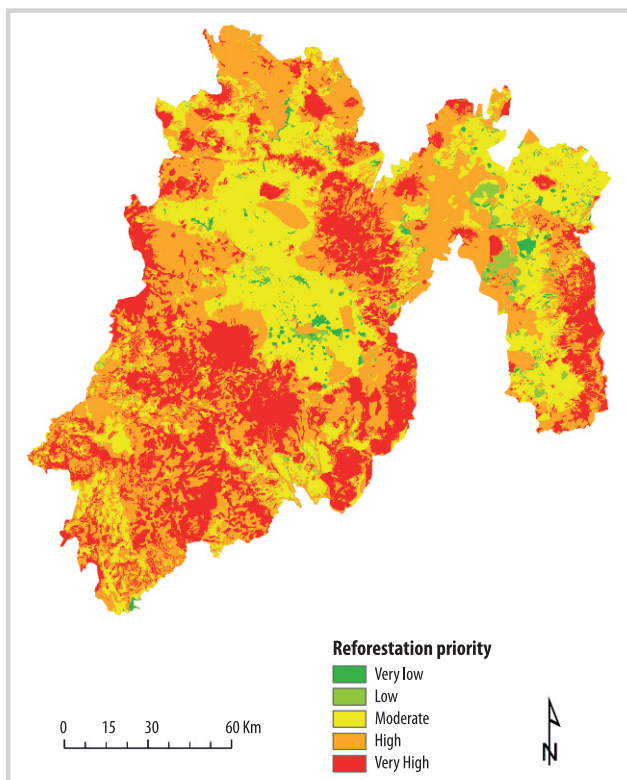 Reforestation priority
Very low
Low
Moderate
High
Very High
0 15 30 60 Km
N